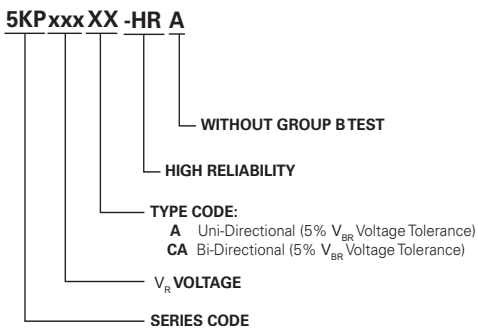 5KPxxxXX-HR A
WITHOUT GROUP B TEST
HIGH RELIABILITY
TYPE CODE:
A Uni-Directional (5% VBR Voltage Tolerance)
CA Bi-Directional (5% VBR Voltage Tolerance)
VR VOLTAGE
SERIES CODE